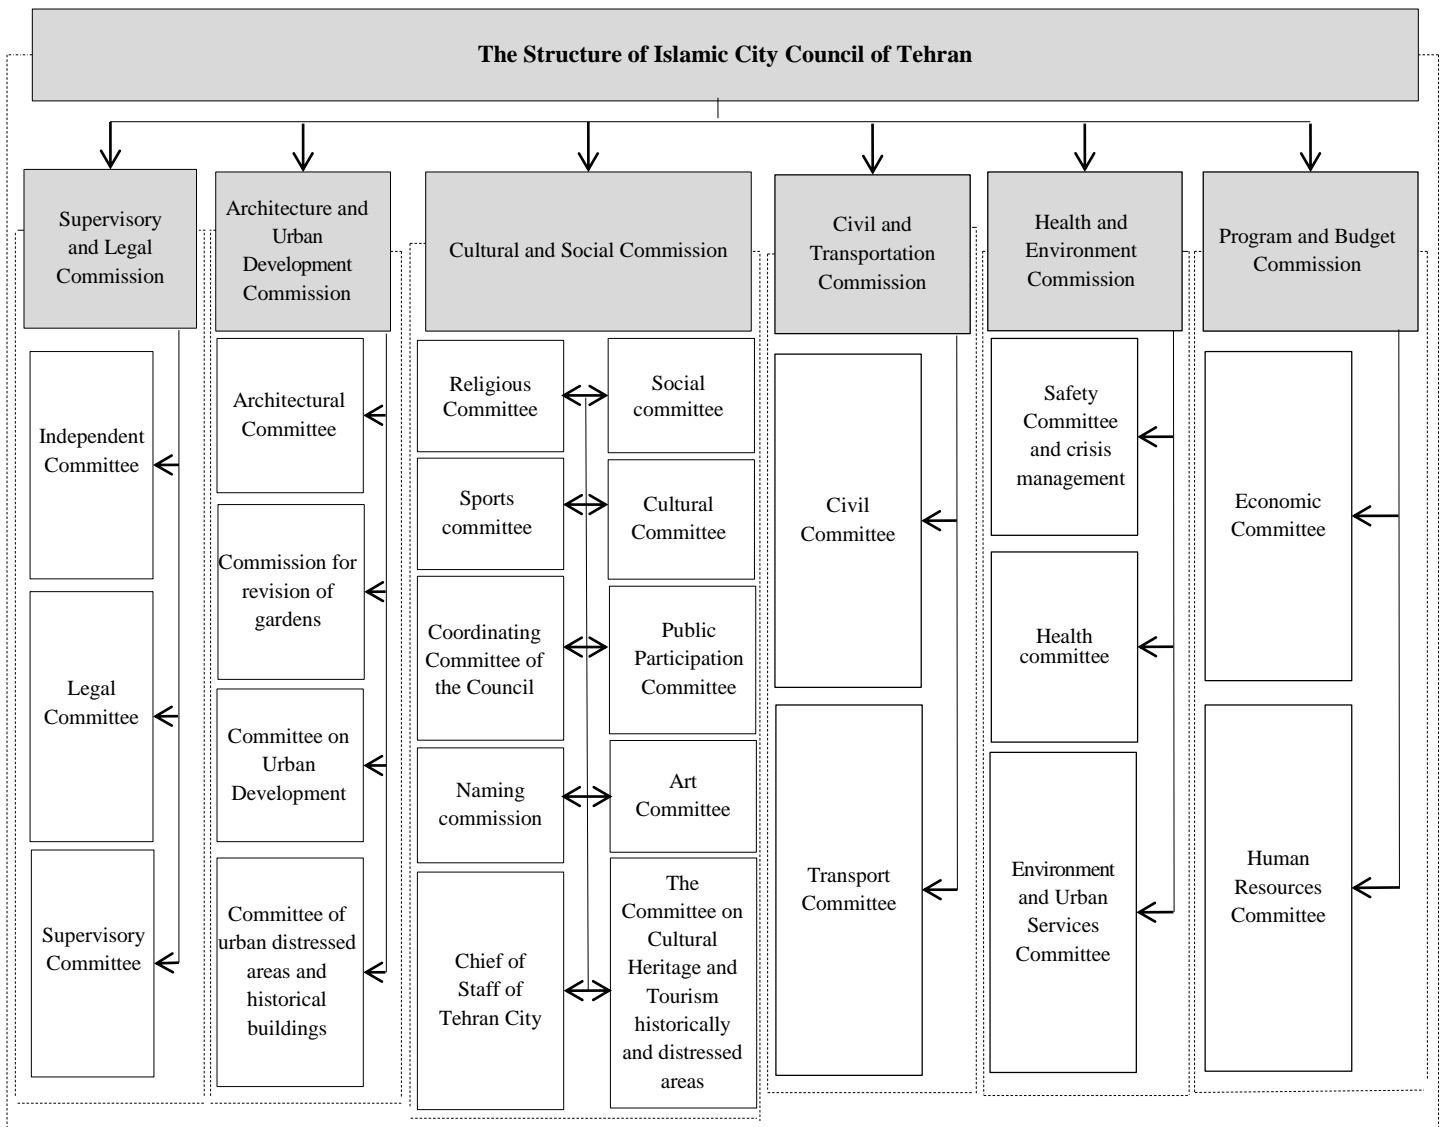 The Structure of Islamic City Council of Tehran
Supervisory
and Legal
Commission
Independent
Committee
Legal
Committee
Supervisory
Committee
Architecture and
Urban
Development
Commission
Architectural
Committee
Commission for
revision of
gardens
Committee on
Urban
Development
Committee of
urban distressed
areas and
historical
buildings
Cultural and Social Commission
Religious
Committee
Social
committee
Sports
committee
Cultural
Committee
Coordinating
Committee of
the Council
Public
Participation
Committee
Naming
commission
Art
Committee
Chief of
Staff of
Tehran City
The
Committee on
Cultural
Heritage and
Tourism
historically
and distressed
areas
Civil and
Transportation
Commission
Civil
Committee
Transport
Committee
Health and
Environment
Commission
Safety
Committee
and crisis
management
Health
committee
Environment
and Urban
Services
Committee
Program and Budget
Commission
Economic
Committee
Human
Resources
Committee